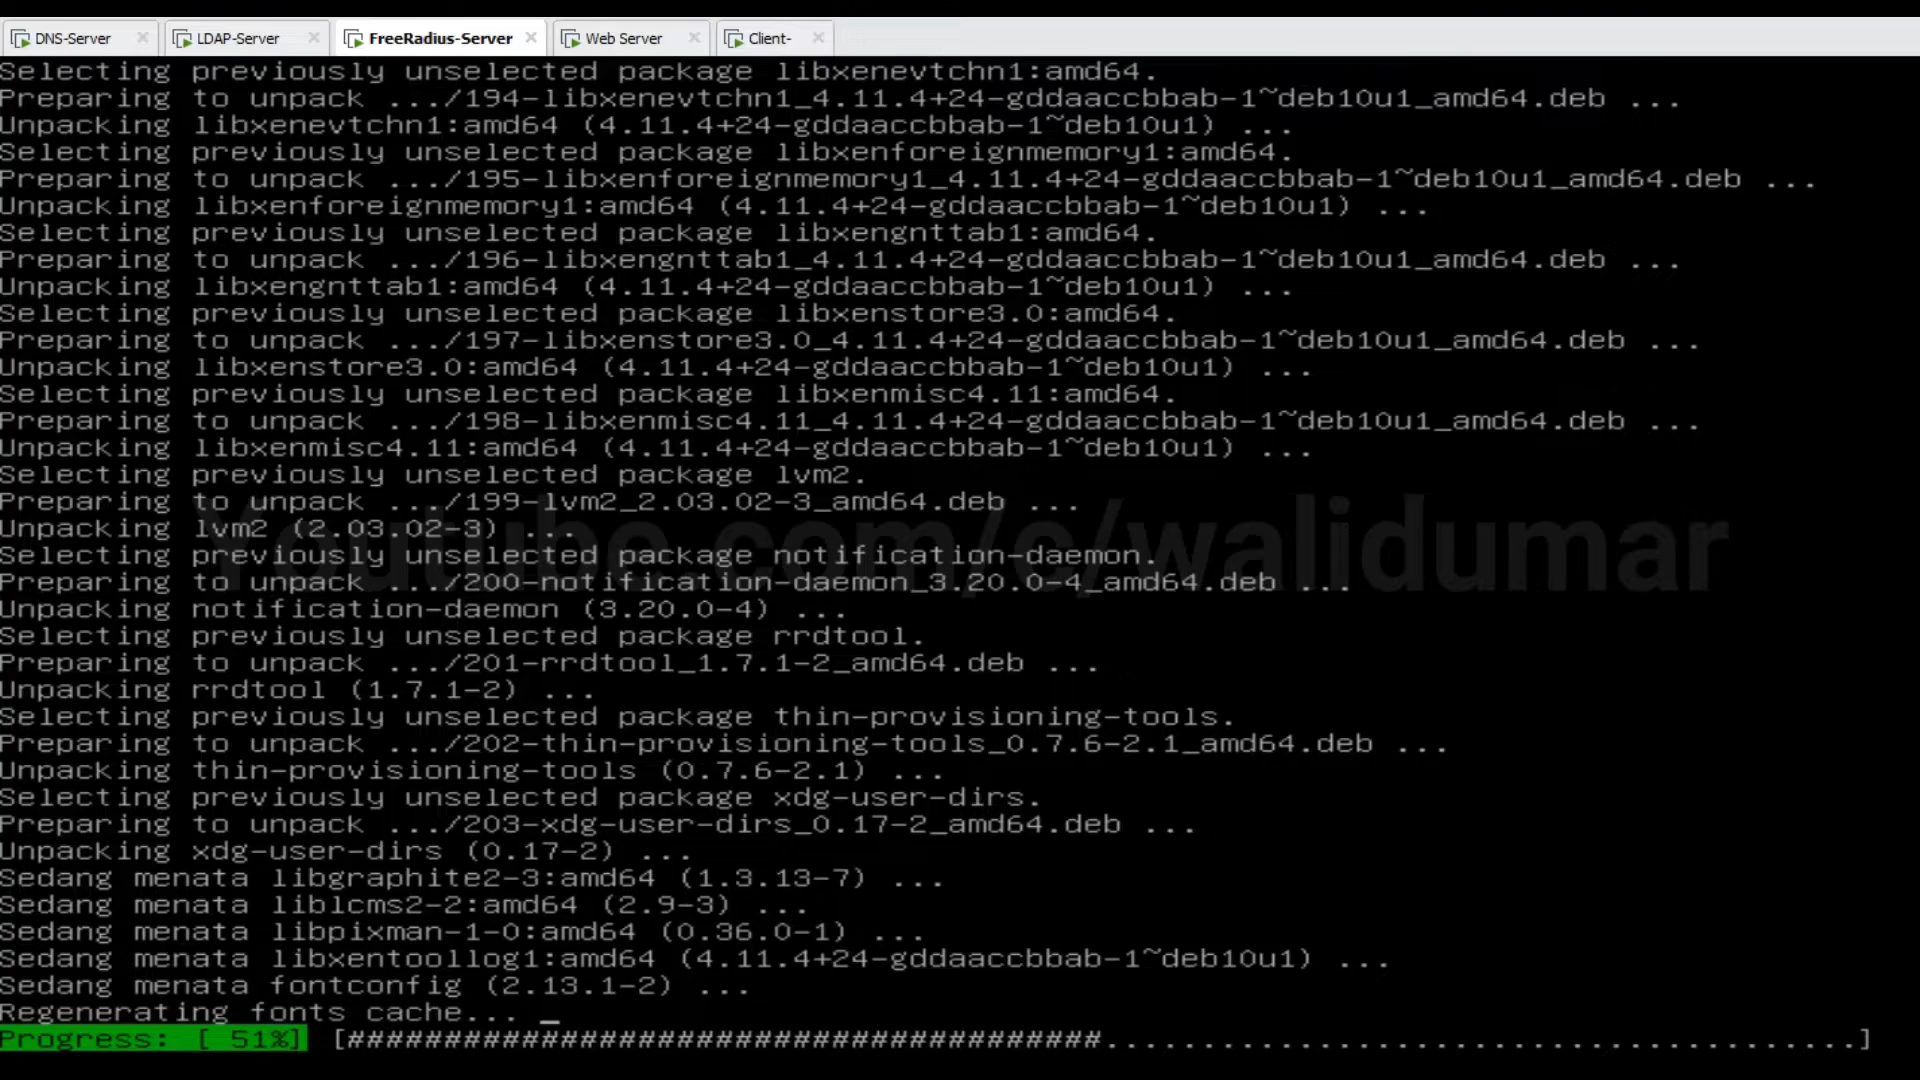 DNS-Server
LDAP-Server
FreeRadius-Server
Web Server
Client-
Selecting previously unselected package libxenevtchn1:amd64.
Preparing to unpack .../194-libxenevtchn1_4.11.4+24-gddaaccbbab-1~deb10u1_amd64.deb ...
Unpacking libxenevtchn1:amd64 (4.11.4+24-gddaaccbbab-1~deb10u1) ...
Selecting previously unselected package libxenforeignmemory1:amd64.
Preparing to unpack .../195-libxenforeignmemory1_4.11.4+24-gddaaccbbab-1~deb10u1_amd64.deb ...
Unpacking libxenforeignmemory1:amd64 (4.11.4+24-gddaaccbbab-1~deb10u1) ...
Selecting previously unselected package libxengnttab1:amd64.
Preparing to unpack .../196-libxengnttab1_4.11.4+24-gddaaccbbab-1~deb10u1_amd64.deb ...
Unpacking libxengnttab1:amd64 (4.11.4+24-gddaaccbbab-1~deb10u1) ...
Selecting previously unselected package libxenstore3.0:amd64.
Preparing to unpack .../197-libxenstore3.0_4.11.4+24-gddaaccbbab-1~deb10u1_amd64.deb ...
Unpacking libxenstore3.0:amd64 (4.11.4+24-gddaaccbbab-1~deb10u1) ...
Selecting previously unselected package libxenmisc4.11:amd64.
Preparing to unpack .../198-libxenmisc4.11_4.11.4+24-gddaaccbbab-1~deb10u1_amd64.deb ...
Unpacking libxenmisc4.11:amd64 (4.11.4+24-gddaaccbbab-1~deb10u1) ...
Selecting previously unselected package lvm2.
Preparing to unpack .../199-lvm2_2.03.02-3_amd64.deb ...
Unpacking lvm2 (2.03.02-3) ...
Youtube.com/c/walidumar
Selecting previously unselected package notification-daemon.
Preparing to unpack .../200-notification-daemon_3.20.0-4_amd64.deb ...
Unpacking notification-daemon (3.20.0-4) ...
Selecting previously unselected package rrdtool.
Preparing to unpack .../201-rrdtool_1.7.1-2_amd64.deb ...
Unpacking rrdtool (1.7.1-2) ...
Selecting previously unselected package thin-provisioning-tools.
Preparing to unpack .../202-thin-provisioning-tools_0.7.6-2.1_amd64.deb ...
Unpacking thin-provisioning-tools (0.7.6-2.1) ...
Selecting previously unselected package xdg-user-dirs.
Preparing to unpack .../203-xdg-user-dirs_0.17-2_amd64.deb ...
Unpacking xdg-user-dirs (0.17-2) ...
Sedang menata libgraphite2-3:amd64 (1.3.13-7) ...
Sedang menata liblcms2-2:amd64 (2.9-3) ...
Sedang menata libpixman-1-0:amd64 (0.36.0-1) ...
Sedang menata libxentoollog1:amd64 (4.11.4+24-gddaaccbbab-1~deb10u1) ...
Sedang menata fontconfig (2.13.1-2) ...
Regenerating fonts cache... _
Progress: [ 51%] [#######################################.......................................]